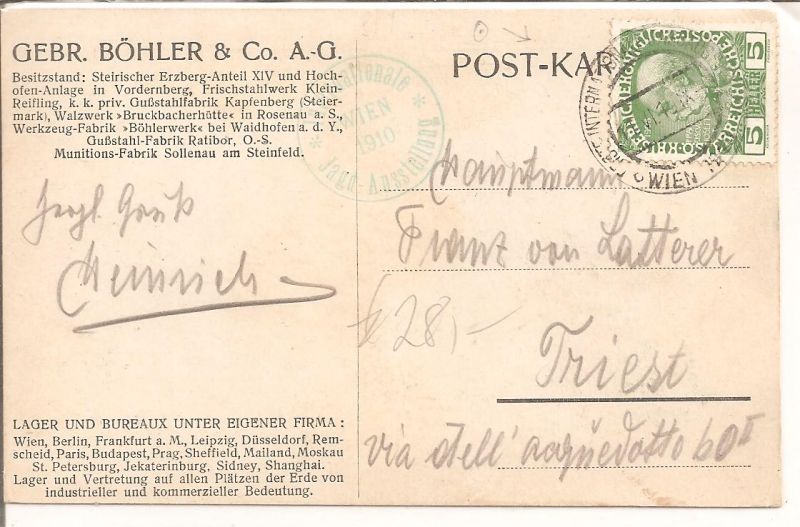 GEBR. BÖHLER & Co. A.-G.
Besitzstand: Steirischer Erzberg-Anteil XIV und Hoch-
ofen-Anlage in Vordernberg, Frischstahlwerk Klein-
Reifling, k. k. priv. Gußstahlfabrik Kapfenberg (Steier-
mark), Walzwerk »Bruckbacherhütte« in Rosenau a. S.,
Werkzeug-Fabrik »Böhlerwerk« bei Waidhofen a. d. Y.,
Gußstahl-Fabrik Ratibor, O.-S.
Munitions-Fabrik Sollenau am Steinfeld.
WIEN
1910
Jagd-Ausstellung
POST-KAR
5
HELLER
5
WIEN
Herzl. Gruß
Heinrich
Hauptmann
Franz von Latterer
Triest
via dell' acquedotto 60 II
28,-
LAGER UND BUREAUX UNTER EIGENER FIRMA:
Wien, Berlin, Frankfurt a. M., Leipzig, Düsseldorf, Rem-
scheid, Paris, Budapest, Prag, Sheffield, Mailand, Moskau
St. Petersburg, Jekaterinburg, Sidney, Shanghai.
Lager und Vertretung auf allen Plätzen der Erde von
industrieller und kommerzieller Bedeutung.